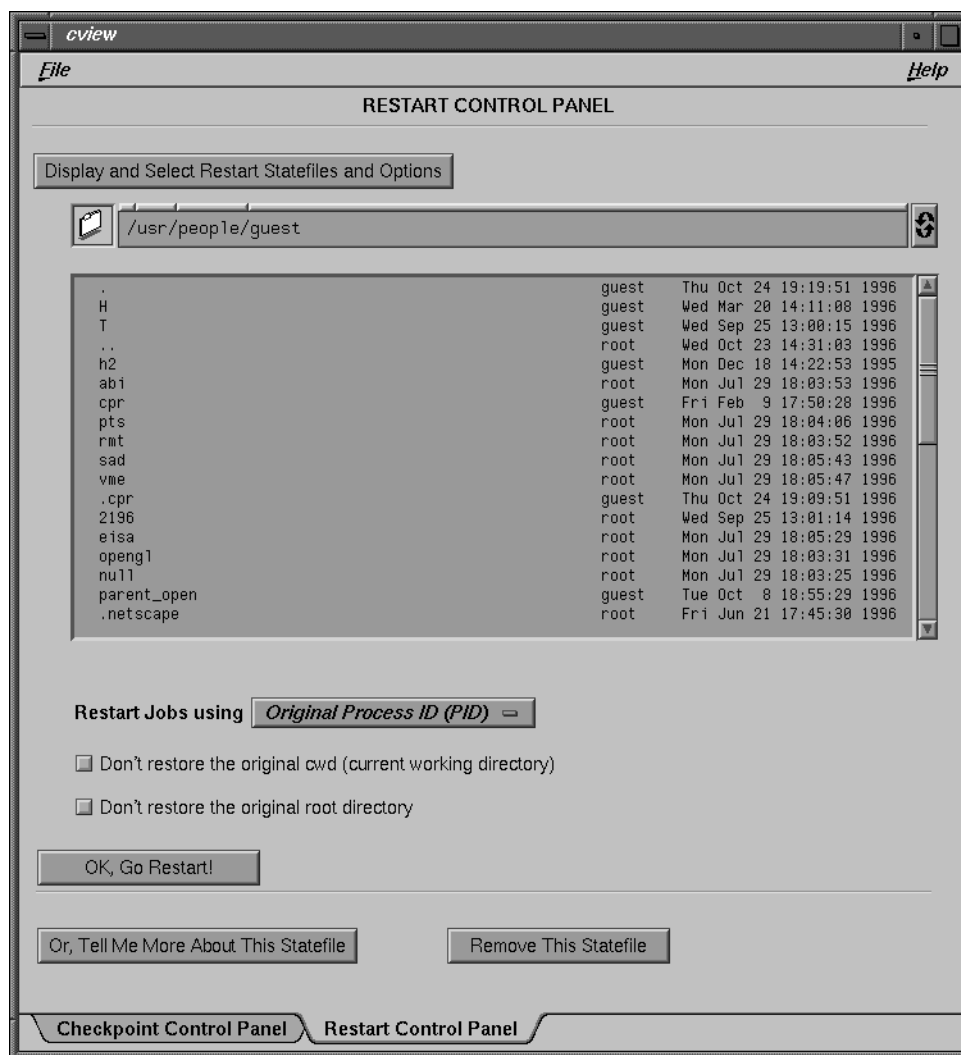 cview
File Help
RESTART CONTROL PANEL
Display and Select Restart Statefiles and Options
/usr/people/guest
. guest Thu Oct 24 19:19:51 1996
H guest Wed Mar 20 14:11:08 1996
T guest Wed Sep 25 13:00:15 1996
.. root Wed Oct 23 14:31:03 1996
h2 guest Mon Dec 18 14:22:53 1995
abi root Mon Jul 29 18:03:53 1996
cpr guest Fri Feb 9 17:50:28 1996
pts root Mon Jul 29 18:04:06 1996
rmt root Mon Jul 29 18:03:52 1996
sad root Mon Jul 29 18:05:43 1996
vme root Mon Jul 29 18:05:47 1996
.cpr guest Thu Oct 24 19:09:51 1996
2196 root Wed Sep 25 13:01:14 1996
eisa root Mon Jul 29 18:05:29 1996
opengl root Mon Jul 29 18:03:31 1996
null root Mon Jul 29 18:03:25 1996
parent_open guest Tue Oct 8 18:55:29 1996
.netscape root Fri Jun 21 17:45:30 1996
Restart Jobs using Original Process ID (PID)
Don't restore the original cwd (current working directory)
Don't restore the original root directory
OK, Go Restart!
Or, Tell Me More About This Statefile Remove This Statefile
Checkpoint Control Panel Restart Control Panel